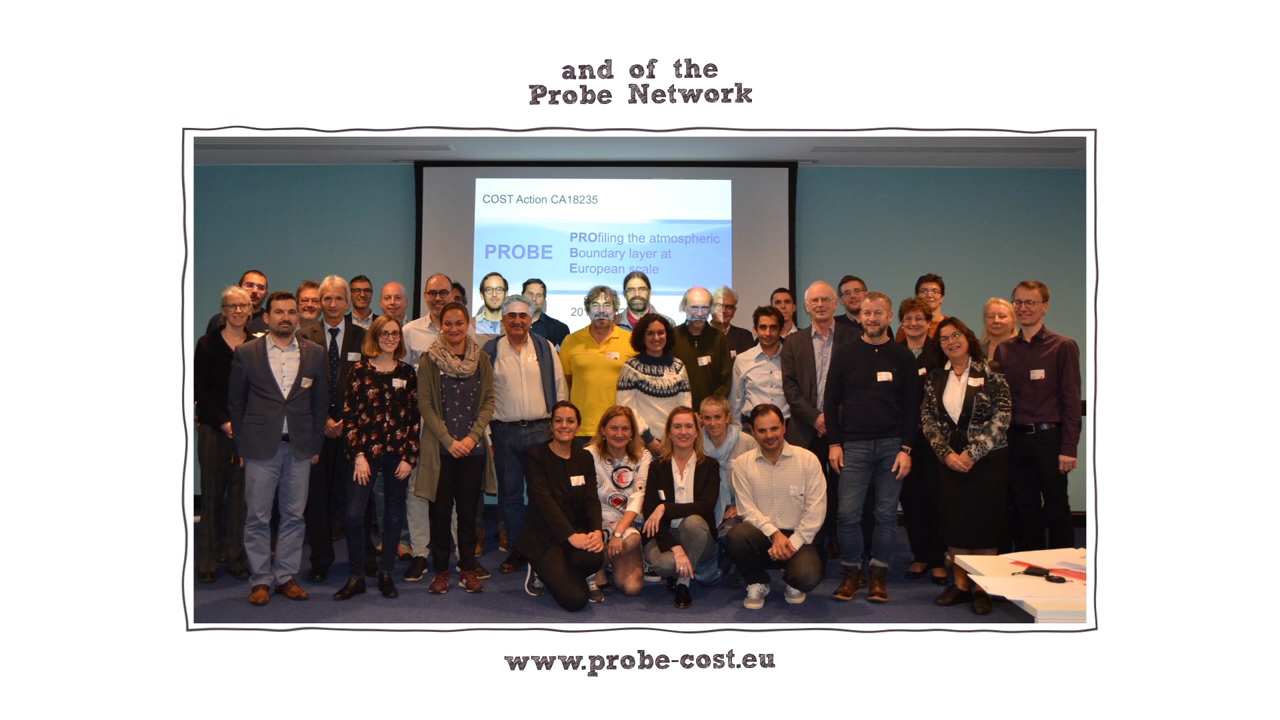 and of the
Probe Network
COST Action CA18235
PROBE
PROfiling the atmospheric
Boundary layer at
European scale
www.probe-cost.eu